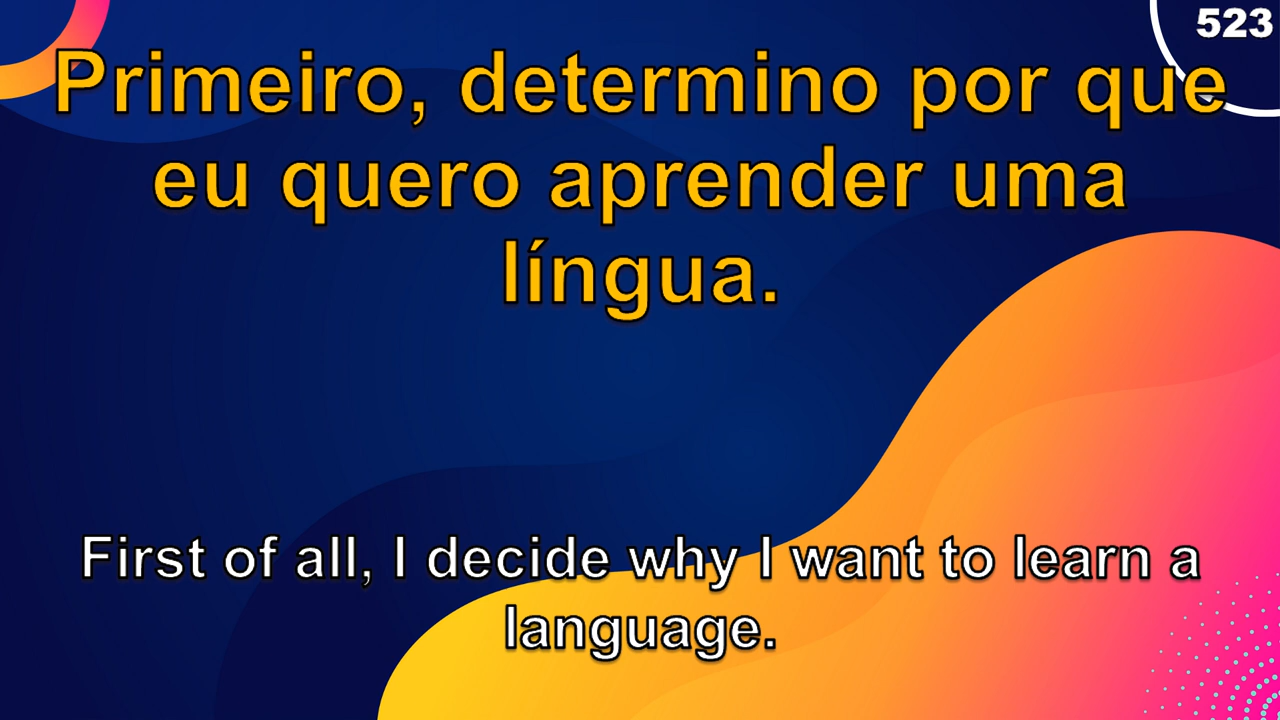 523
Primeiro, determino por que
eu quero aprender uma
língua.
First of all, I decide why I want to learn a
language.